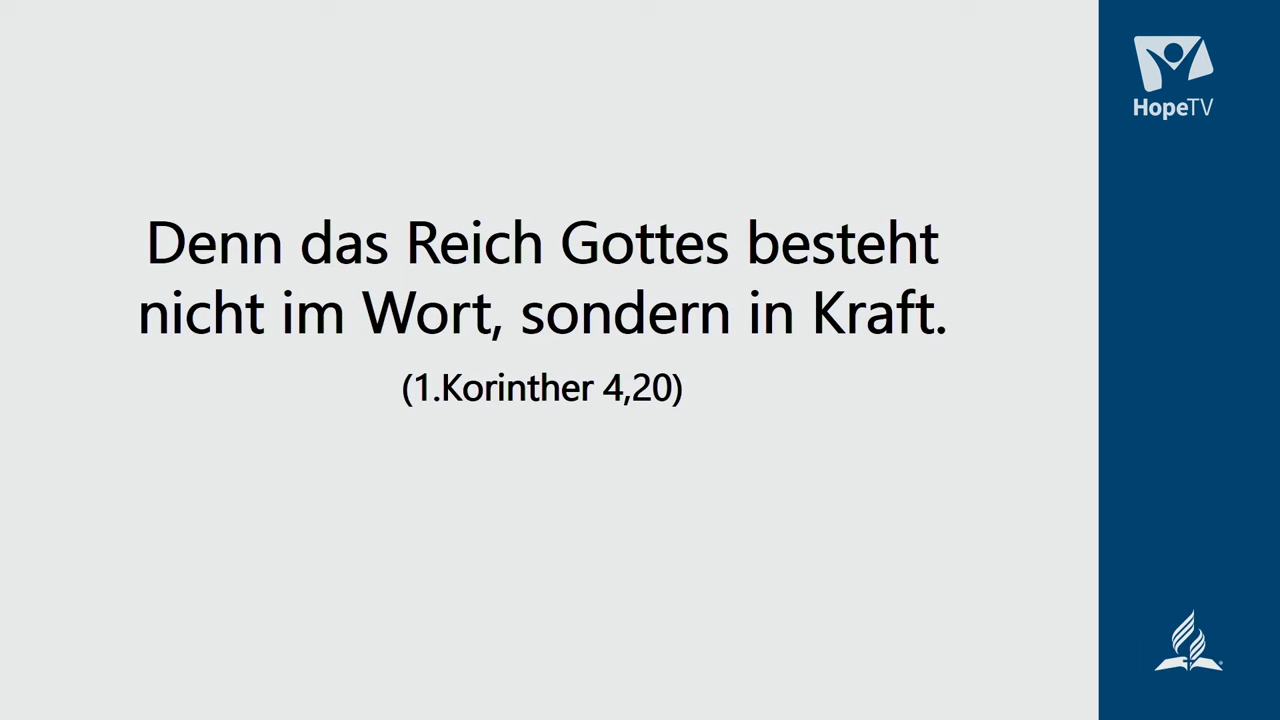 Denn das Reich Gottes besteht
nicht im Wort, sondern in Kraft.
(1.Korinther 4,20)
HopeTV